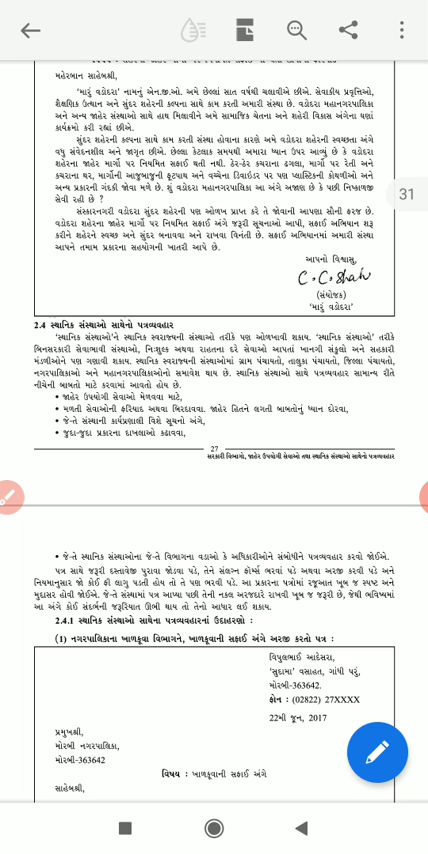 મહેરબાન સાહેબશ્રી,
'મારું વડોદરા' નામનું એન.જી.ઓ. અમે છેલ્લાં સાત વર્ષથી ચલાવીએ છીએ. સેવાકીય પ્રવૃત્તિઓ,
શૈક્ષણિક ઉત્થાન અને સુંદર શહેરની કલ્પના સાથે કામ કરતી અમારી સંસ્થા છે. વડોદરા મહાનગરપાલિકા
અને અન્ય જાહેર સંસ્થાઓ સાથે હાથ મિલાવીને અમે સામાજિક ચેતના અને શહેરી વિકાસ અંગેના ઘણાં
કાર્યક્રમો કરી રહ્યાં છીએ.
સુંદર શહેરની કલ્પના સાથે કામ કરતી સંસ્થા હોવાના કારણે અમે વડોદરા શહેરની સ્વચ્છતા અંગે
વધુ સંવેદનશીલ અને જાગૃત છીએ. છેલ્લા કેટલાક સમયથી અમારા ધ્યાન ઉપર આવ્યું છે કે વડોદરા
શહેરના જાહેર માર્ગો પર નિયમિત સફાઈ થતી નથી. ઠેર-ઠેર કચરાના ઢગલા, માર્ગો પર રેતી અને
કચરાના થર, માર્ગોની આજુબાજુની ફૂટપાથ અને વચ્ચેના ડિવાઇડર પર પણ પ્લાસ્ટિકની કોથળીઓ અને
અન્ય પ્રકારની ગંદકી જોવા મળે છે. શું વડોદરા મહાનગરપાલિકા આ અંગે અજાણ છે કે પછી નિષ્કાળજી
સેવી રહી છે ?
સંસ્કારનગરી વડોદરા સુંદર શહેરની પણ ઓળખ પ્રાપ્ત કરે તે જોવાની આપણા સૌની ફરજ છે.
વડોદરા શહેરના જાહેર માર્ગો પર નિયમિત સફાઈ અંગે જરૂરી સૂચનાઓ આપી, સફાઈ અભિયાન શરૂ
કરીને શહેરને સ્વચ્છ અને સુંદર બનાવવા અને રાખવા વિનંતી છે. સફાઈ અભિયાનમાં અમારી સંસ્થા
આપને તમામ પ્રકારના સહયોગની ખાતરી આપે છે.
31
આપનો વિશ્વાસુ,
C. C. Shah
(સંયોજક)
'મારું વડોદરા'
2.4 સ્થાનિક સંસ્થાઓ સાથેનો પત્રવ્યવહાર
'સ્થાનિક સંસ્થાઓ'ને સ્થાનિક સ્વરાજ્યની સંસ્થાઓ તરીકે પણ ઓળખાવી શકાય. 'સ્થાનિક સંસ્થાઓ' તરીકે
બિનસરકારી સેવાભાવી સંસ્થાઓ, નિઃશુલ્ક અથવા રાહતના દરે સેવાઓ આપતાં ખાનગી સંકુલો અને સહકારી
મંડળીઓને પણ ગણાવી શકાય. સ્થાનિક સ્વરાજ્યની સંસ્થાઓમાં ગ્રામ પંચાયતો, તાલુકા પંચાયતો, જિલ્લા પંચાયતો,
નગરપાલિકાઓ અને મહાનગરપાલિકાઓનો સમાવેશ થાય છે. સ્થાનિક સંસ્થાઓ સાથે પત્રવ્યવહાર સામાન્ય રીતે
નીચેની બાબતો માટે કરવામાં આવતો હોય છે.
• જાહેર ઉપયોગી સેવાઓ મેળવવા માટે,
• મળતી સેવાઓની ફરિયાદ અથવા બિરદાવવા. જાહેર હિતને લગતી બાબતોનું ધ્યાન દોરવા,
• જે-તે સંસ્થાની કાર્યપ્રણાલી વિશે સૂચનો અંગે,
• જુદા-જુદા પ્રકારના દાખલાઓ કઢાવવા,
27
સરકારી વિભાગો, જાહેર ઉપયોગી સેવાઓ તથા સ્થાનિક સંસ્થાઓ સાથેનો પત્રવ્યવહાર
• જે-તે સ્થાનિક સંસ્થાઓના જે-તે વિભાગના વડાઓ કે અધિકારીઓને સંબોધીને પત્રવ્યવહાર કરવો જોઈએ.
પત્ર સાથે જરૂરી દસ્તાવેજી પુરાવા જોડવા પડે, તેને સંલગ્ન ફોર્મ્સ ભરવાં પડે અથવા અરજી કરવી પડે અને
નિયમાનુસાર જો કોઈ ફી લાગુ પડતી હોય તો તે પણ ભરવી પડે. આ પ્રકારના પત્રોમાં રજૂઆત ખૂબ જ સ્પષ્ટ અને
મુદ્દાસર હોવી જોઈએ. જે-તે સંસ્થામાં પત્ર આપ્યા પછી તેની નકલ અરજદારે રાખવી ખૂબ જ જરૂરી છે, જેથી ભવિષ્યમાં
આ અંગે કોઈ સંદર્ભની જરૂરિયાત ઊભી થાય તો તેનો આધાર લઈ શકાય.
2.4.1 સ્થાનિક સંસ્થાઓ સાથેના પત્રવ્યવહારનાં ઉદાહરણો :
(1) નગરપાલિકાના ખાળકૂવા વિભાગને, ખાળકૂવાની સફાઈ અંગે અરજી કરતો પત્ર :
વિપુલભાઈ આદેસરા,
'સુદામા' વસાહત, ગાંધી પરું,
મોરબી-363642.
ફોન : (02822) 27XXXX
22મી જૂન, 2017
પ્રમુખશ્રી,
મોરબી નગરપાલિકા,
મોરબી-363642
વિષય : ખાળકૂવાની સફાઈ અંગે
સાહેબશ્રી,